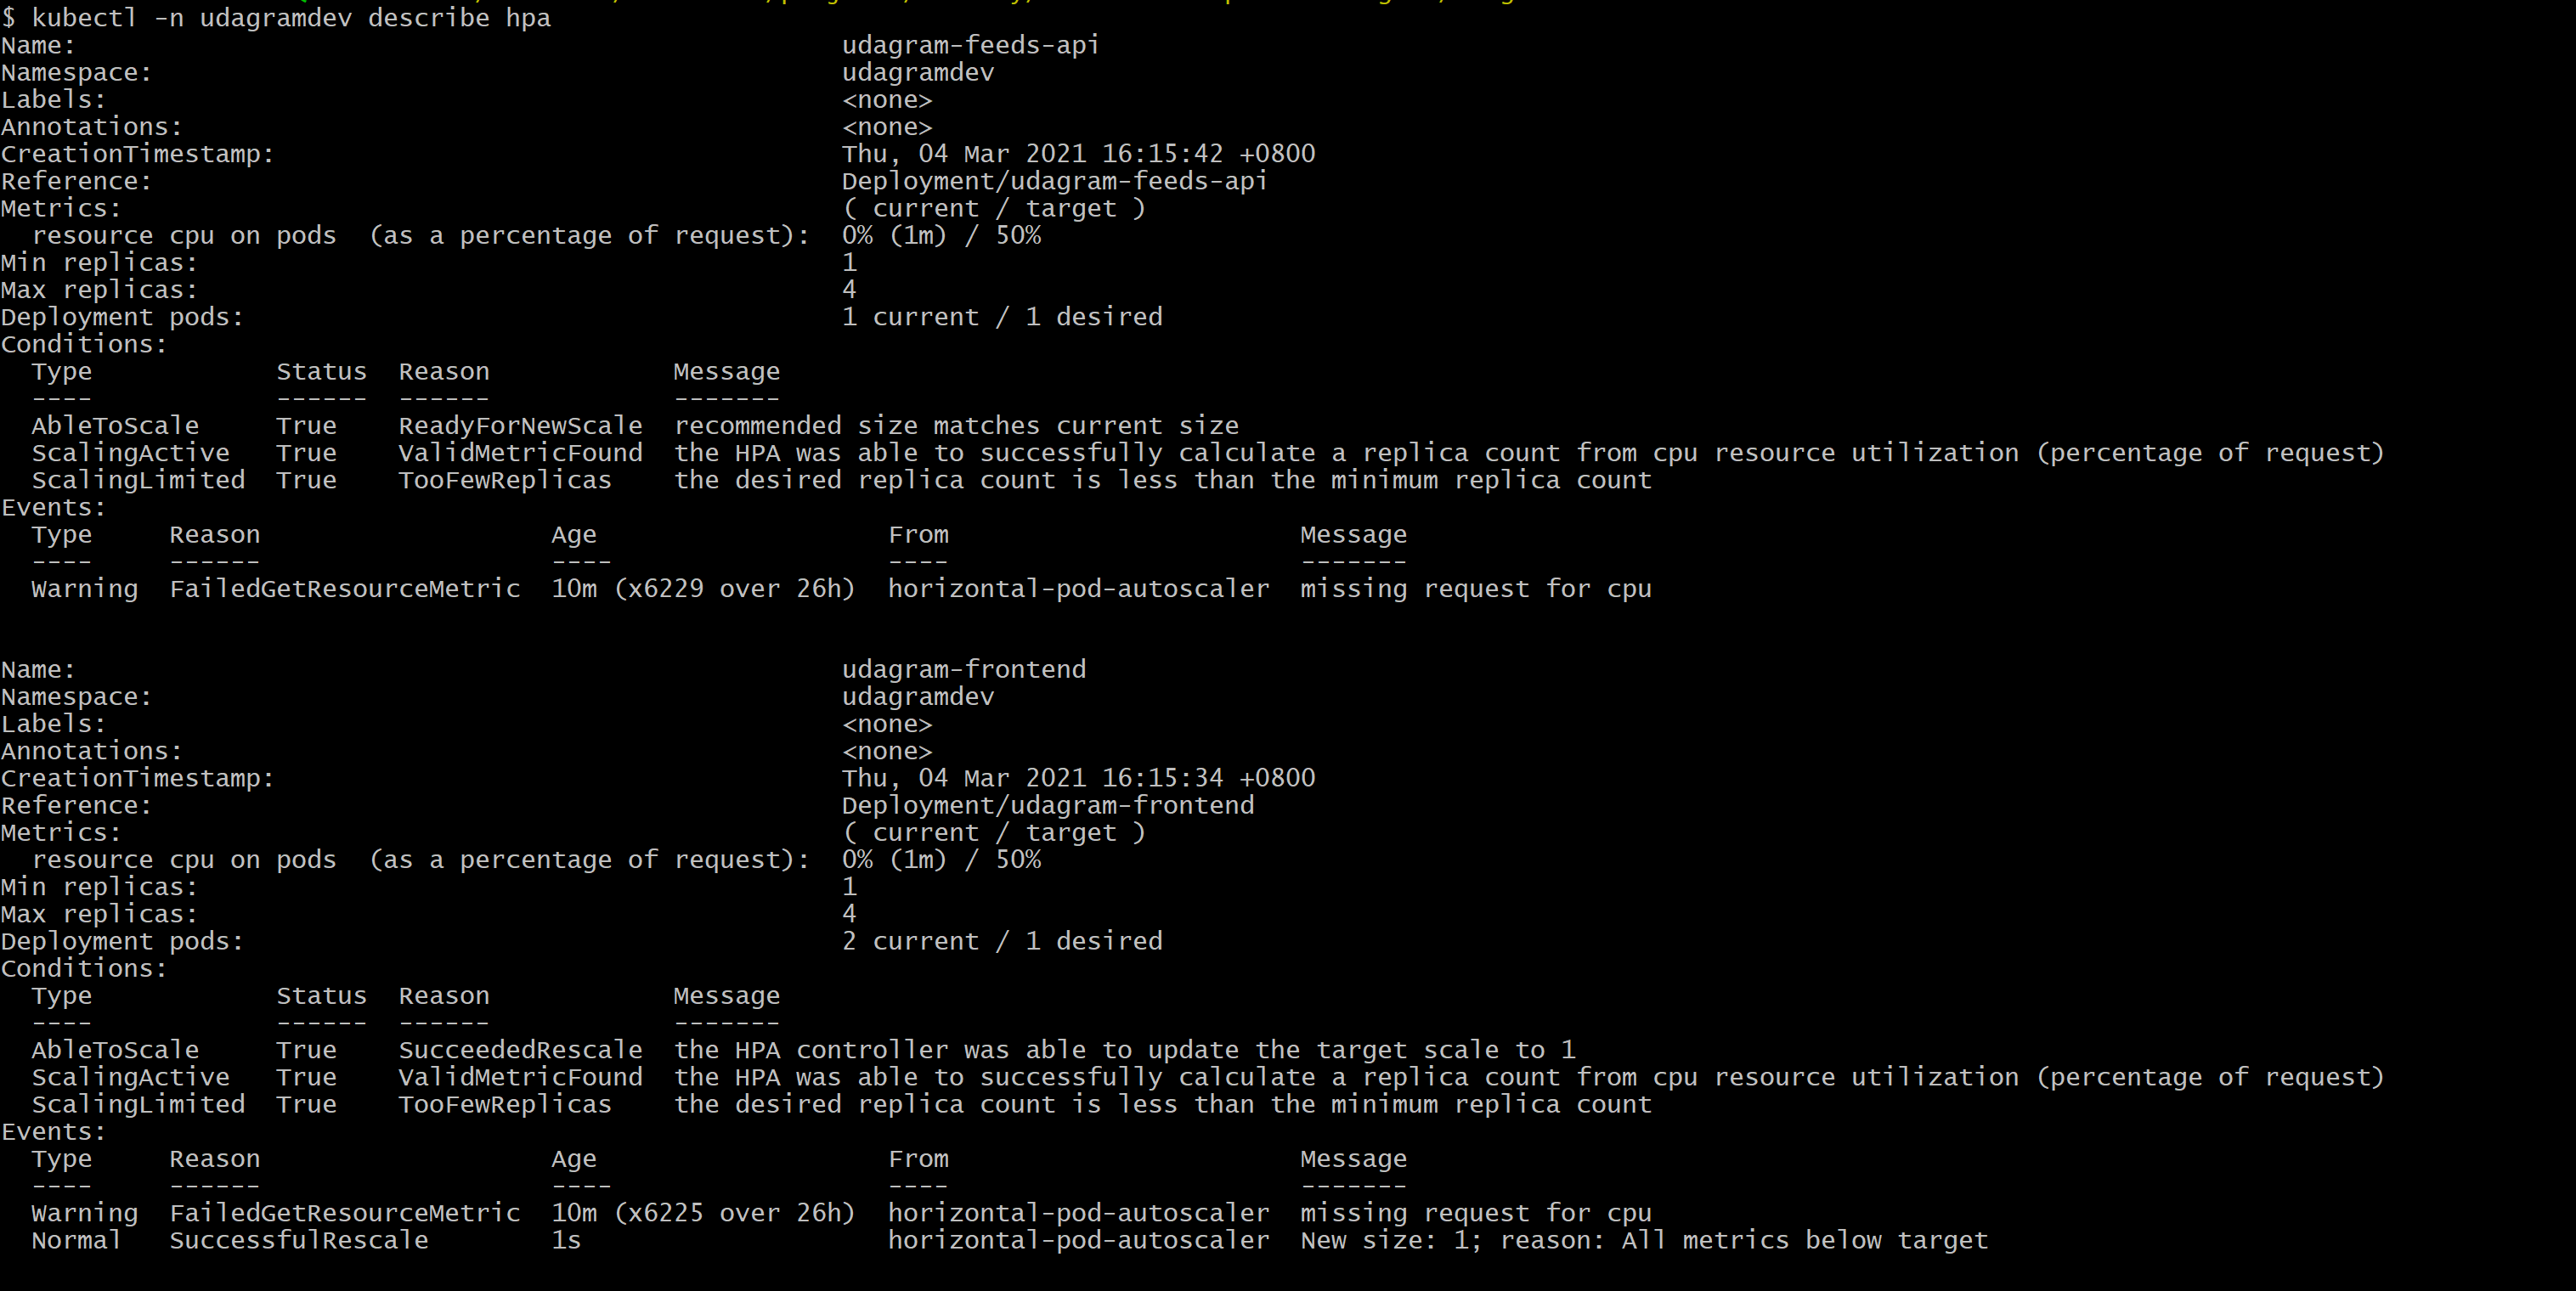 $ kubectl -n udagramdev describe hpa
Name:                                                  udagram-feeds-api
Namespace:                                             udagramdev
Labels:                                                <none>
Annotations:                                           <none>
CreationTimestamp:                                     Thu, 04 Mar 2021 16:15:42 +0800
Reference:                                             Deployment/udagram-feeds-api
Metrics:                                               ( current / target )
  resource cpu on pods  (as a percentage of request):  0% (1m) / 50%
Min replicas:                                          1
Max replicas:                                          4
Deployment pods:                                       1 current / 1 desired
Conditions:
  Type            Status  Reason            Message
  ----            ------  ------            -------
  AbleToScale     True    ReadyForNewScale  recommended size matches current size
  ScalingActive   True    ValidMetricFound  the HPA was able to successfully calculate a replica count from cpu resource utilization (percentage of request)
  ScalingLimited  True    TooFewReplicas    the desired replica count is less than the minimum replica count
Events:
  Type     Reason                   Age                   From                       Message
  ----     ------                   ----                  ----                       -------
  Warning  FailedGetResourceMetric  10m (x6229 over 26h)  horizontal-pod-autoscaler  missing request for cpu
Name:                                                  udagram-frontend
Namespace:                                             udagramdev
Labels:                                                <none>
Annotations:                                           <none>
CreationTimestamp:                                     Thu, 04 Mar 2021 16:15:34 +0800
Reference:                                             Deployment/udagram-frontend
Metrics:                                               ( current / target )
  resource cpu on pods  (as a percentage of request):  0% (1m) / 50%
Min replicas:                                          1
Max replicas:                                          4
Deployment pods:                                       2 current / 1 desired
Conditions:
  Type            Status  Reason            Message
  ----            ------  ------            -------
  AbleToScale     True    SucceededRescale  the HPA controller was able to update the target scale to 1
  ScalingActive   True    ValidMetricFound  the HPA was able to successfully calculate a replica count from cpu resource utilization (percentage of request)
  ScalingLimited  True    TooFewReplicas    the desired replica count is less than the minimum replica count
Events:
  Type     Reason                   Age                   From                       Message
  ----     ------                   ----                  ----                       -------
  Warning  FailedGetResourceMetric  10m (x6225 over 26h)  horizontal-pod-autoscaler  missing request for cpu
  Normal   SuccessfulRescale        1s                    horizontal-pod-autoscaler  New size: 1; reason: All metrics below target